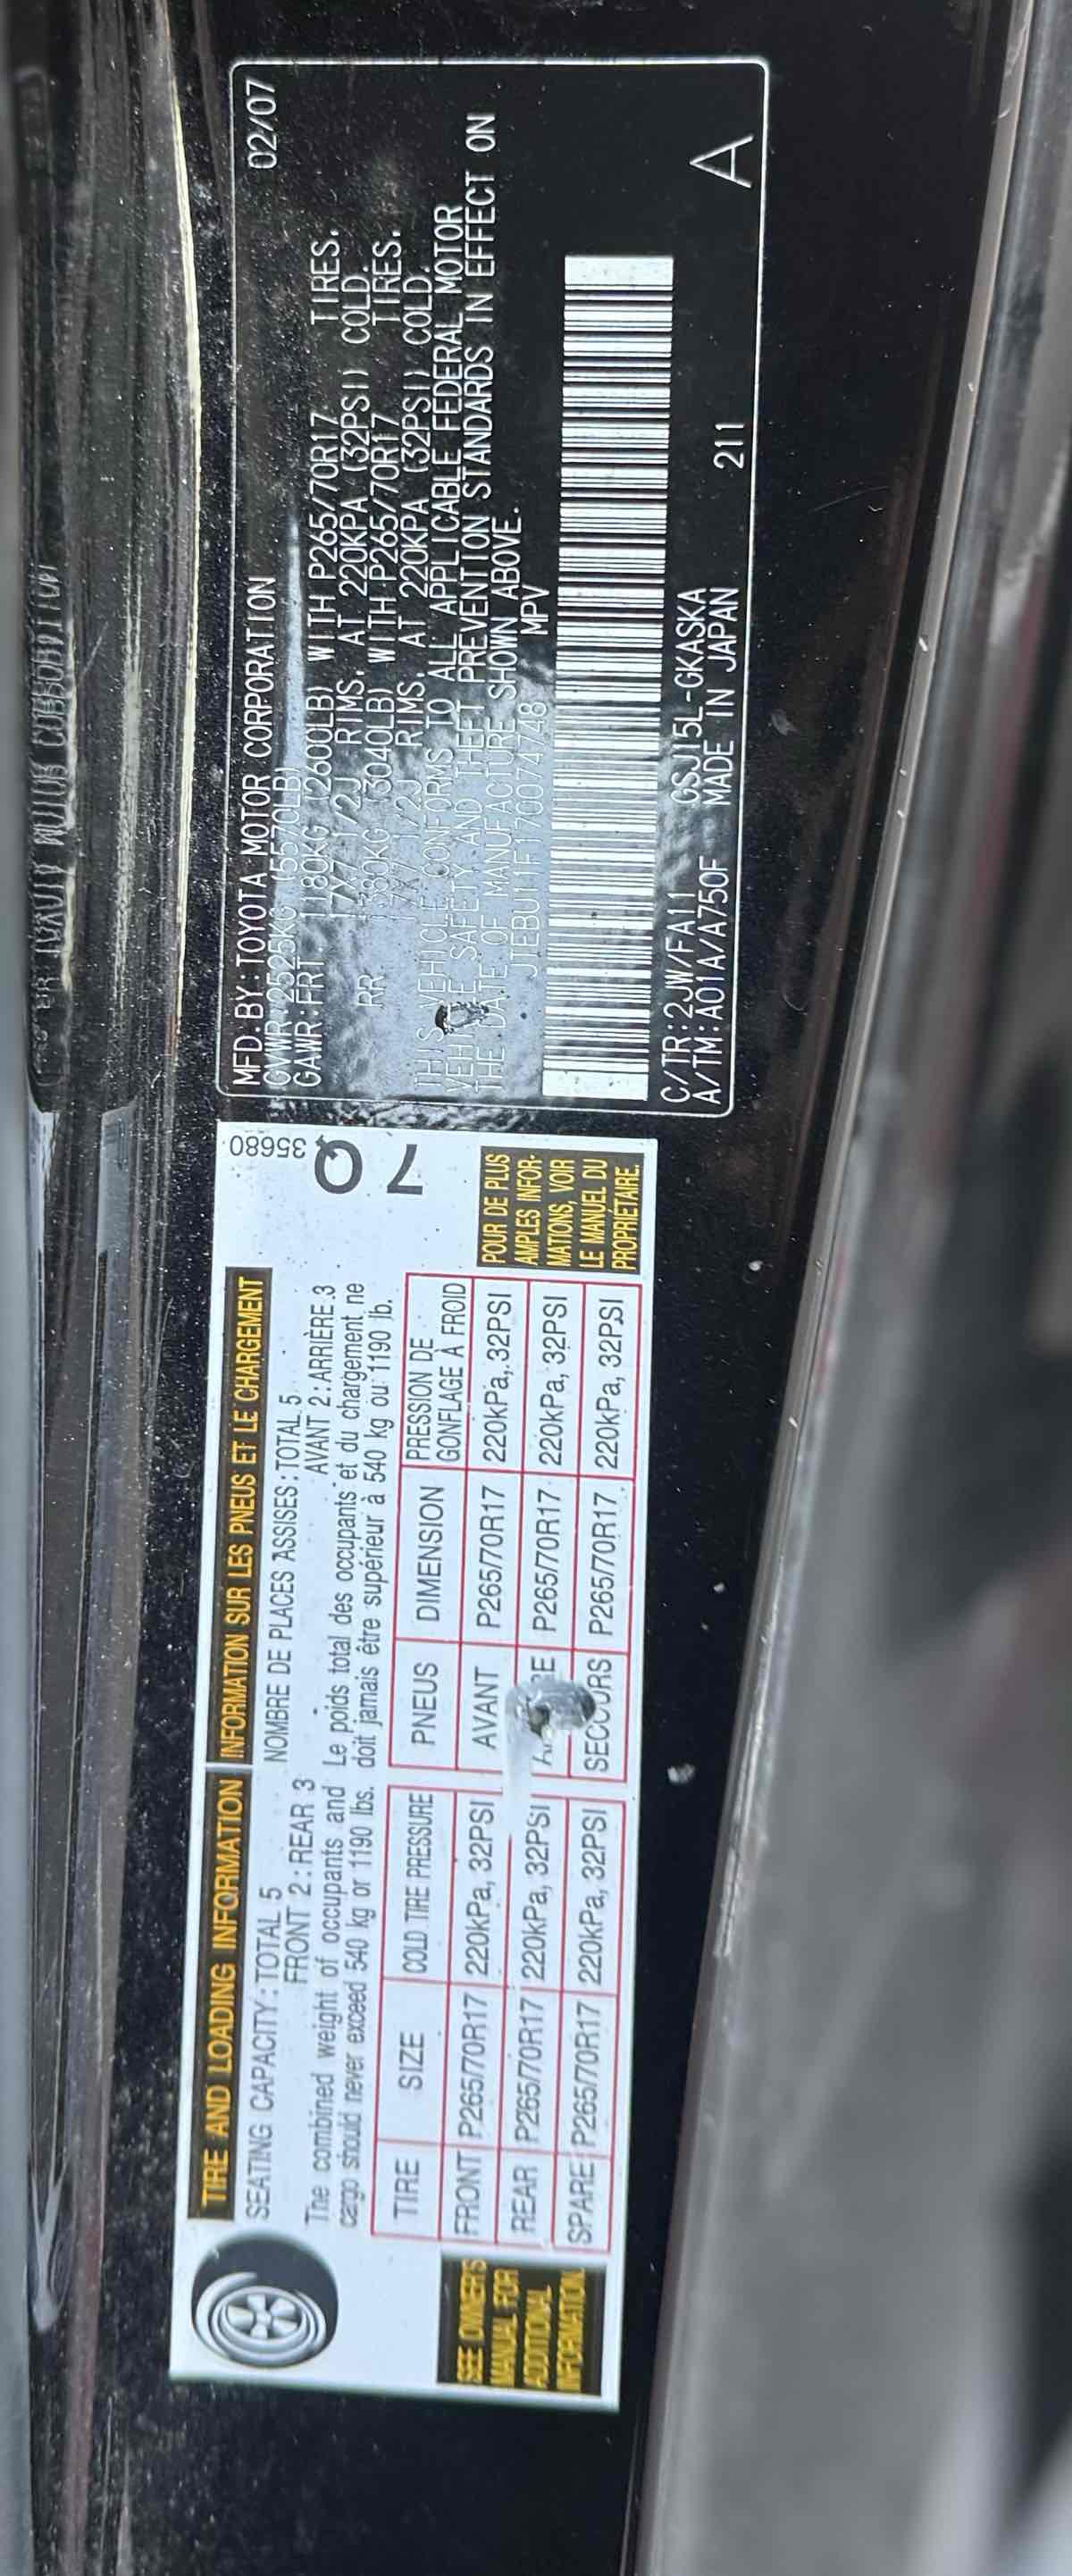 MFD.BY:TOYOTA MOTOR CORPORATION 02/07
GVWR:2525KG (5570LB)
GAWR:FRT 1180KG (2600LB) WITH P265/70R17 TIRES.
17X7 1/2J RIMS. AT 220KPA (32PSI) COLD.
RR 1380KG (3040LB) WITH P265/70R17 TIRES.
17X7 1/2J RIMS. AT 220KPA (32PSI) COLD.
THIS VEHICLE CONFORMS TO ALL APPLICABLE FEDERAL MOTOR
VEHICLE SAFETY AND THEFT PREVENTION STANDARDS IN EFFECT ON
THE DATE OF MANUFACTURE SHOWN ABOVE.
JTEBU11F170074748 MPV
C/TR:2JW/FA11 GSJ15L-GKASKA
A/TM:A01A/A750F MADE IN JAPAN 211 A
TIRE AND LOADING INFORMATION
SEATING CAPACITY:TOTAL 5
FRONT 2:REAR 3
The combined weight of occupants and
cargo should never exceed 540 kg or 1190 lbs.
TIRE SIZE COLD TIRE PRESSURE
FRONT P265/70R17 220kPa, 32PSI
REAR P265/70R17 220kPa, 32PSI
SPARE P265/70R17 220kPa, 32PSI
SEE OWNER'S
MANUAL FOR
ADDITIONAL
INFORMATION.
INFORMATION SUR LES PNEUS ET LE CHARGEMENT
NOMBRE DE PLACES ASSISES:TOTAL 5
AVANT 2:ARRIÈRE 3
Le poids total des occupants et du chargement ne
doit jamais être supérieur à 540 kg ou 1190 lb.
PNEUS DIMENSION PRESSION DE
GONFLAGE À FROID
AVANT P265/70R17 220kPa, 32PSI
P265/70R17 220kPa, 32PSI
SECOURS P265/70R17 220kPa, 32PSI
POUR DE PLUS
AMPLES INFOR-
MATIONS, VOIR
LE MANUEL DU
PROPRIÉTAIRE.
35680
7Q